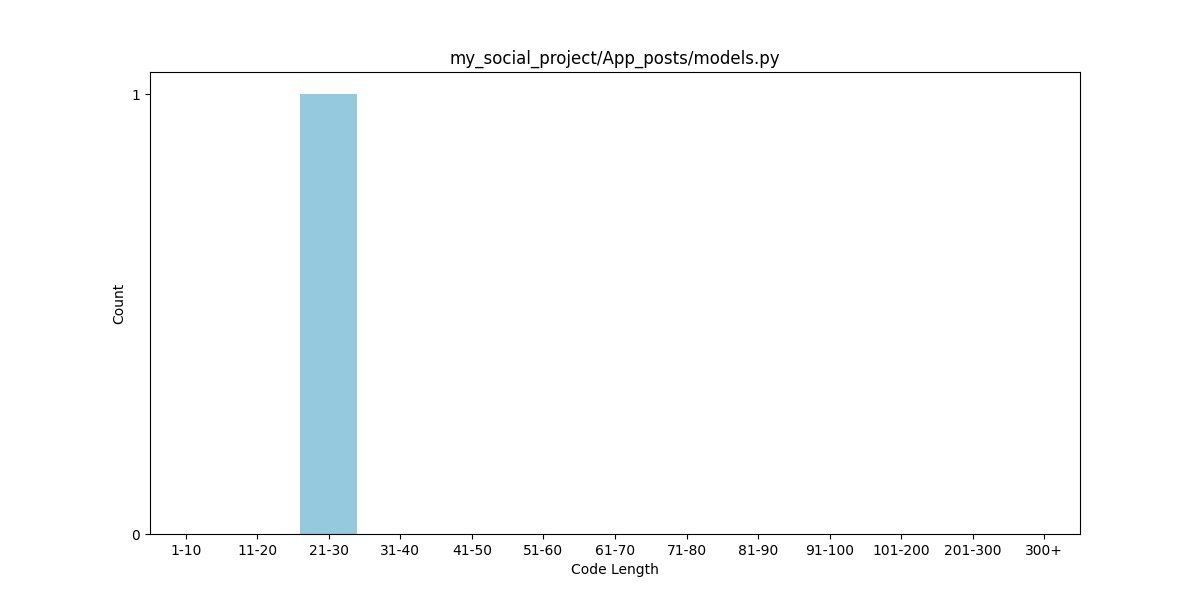 my_social_project/App_posts/models.py
1
Count
0
1-10 11-20 21-30 31-40 41-50 51-60 61-70 71-80 81-90 91-100 101-200 201-300 300+
Code Length